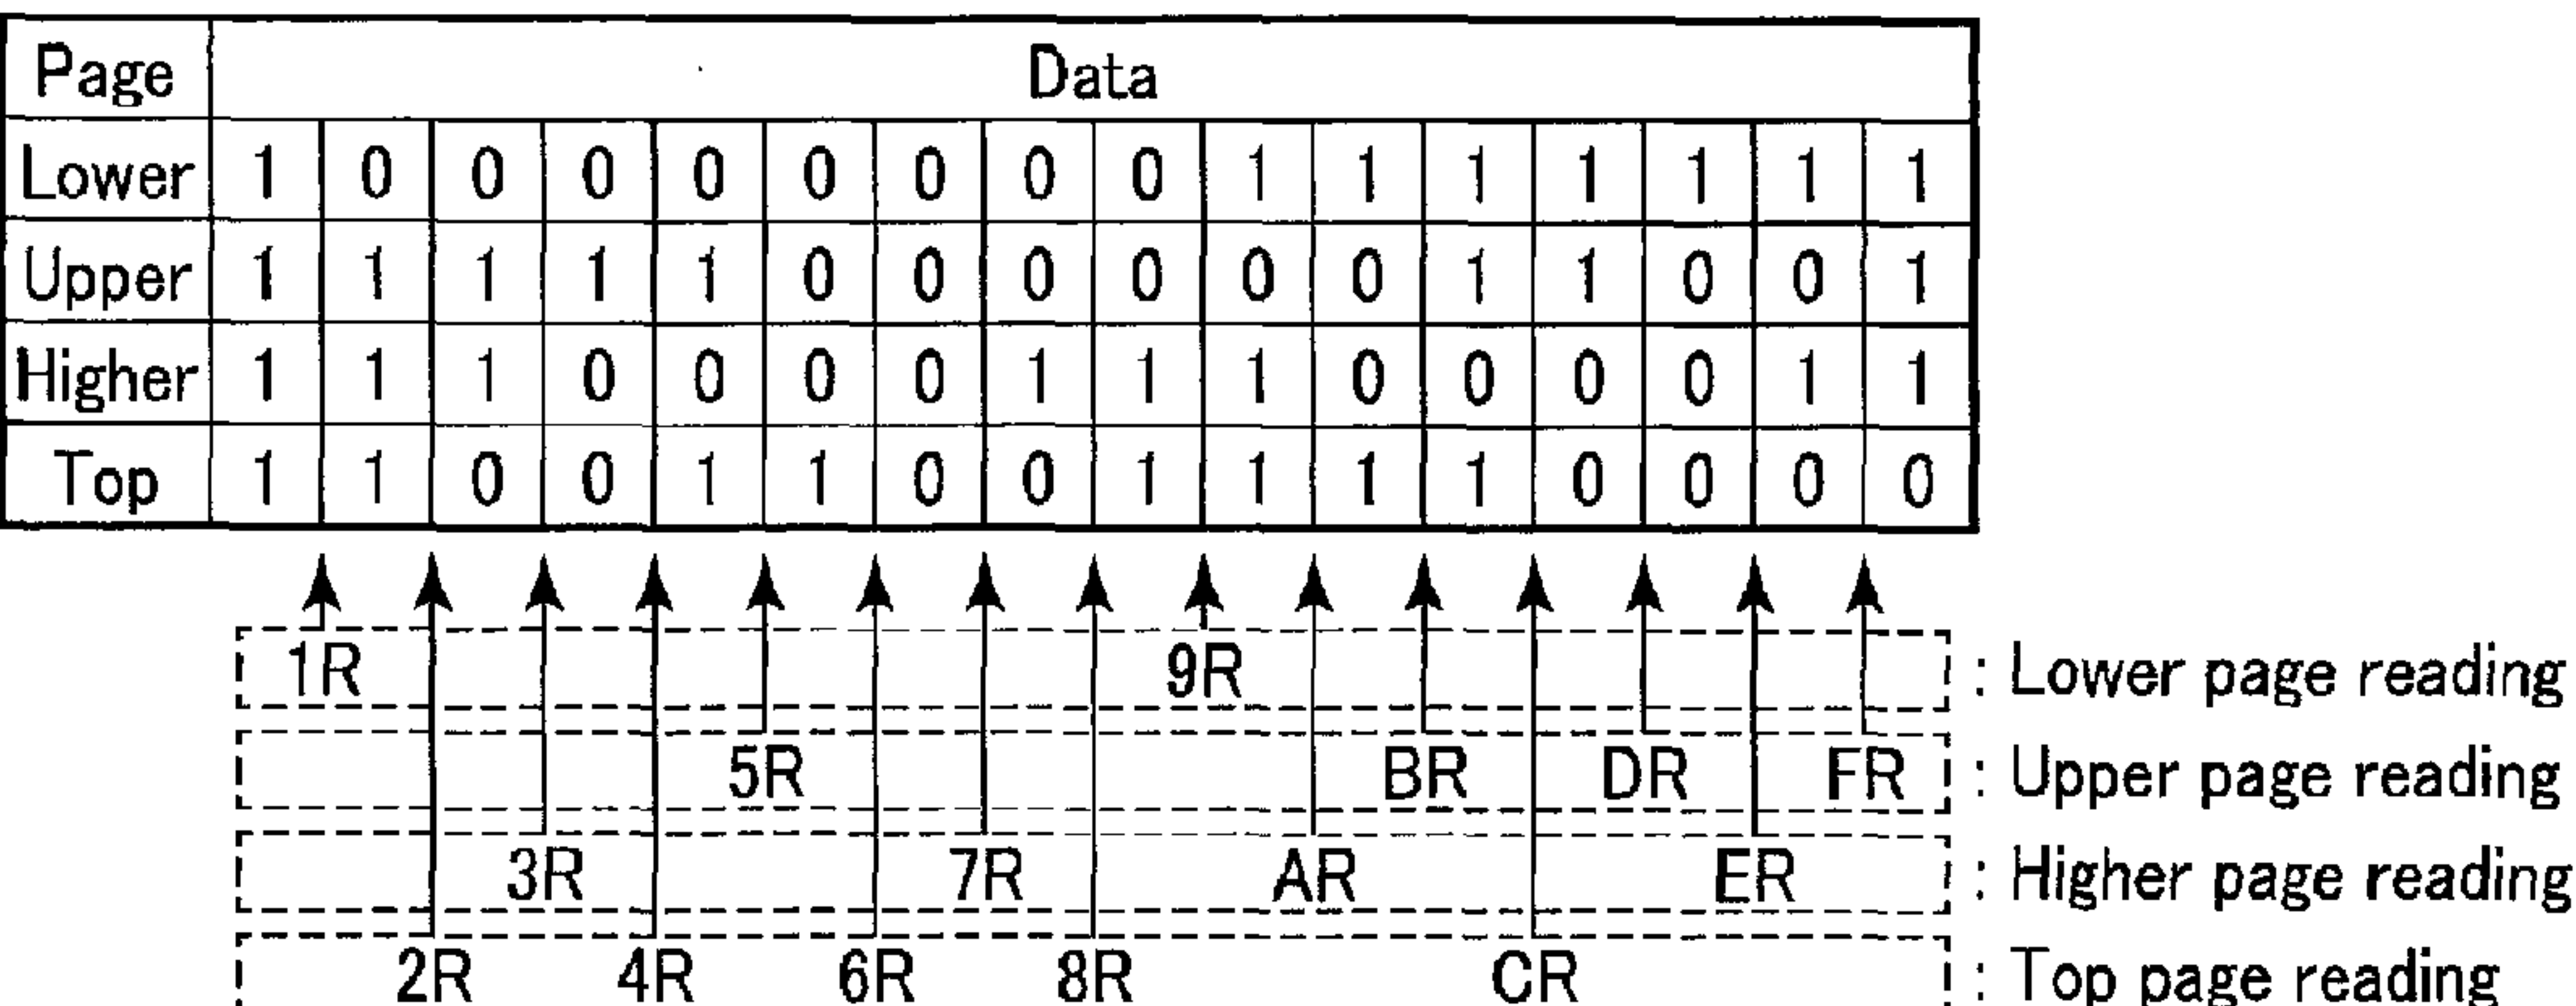 Page Data
Lower 1 0 0 0 0 0 0 0 0 1 1 1 1 1 1 1
Upper 1 1 1 1 1 0 0 0 0 0 0 1 1 0 0 1
Higher 1 1 1 0 0 0 0 1 1 1 0 0 0 0 1 1
Top 1 1 0 0 1 1 0 0 1 1 1 1 0 0 0 0
1R 9R : Lower page reading
5R BR DR FR : Upper page reading
3R 7R AR ER : Higher page reading
2R 4R 6R 8R CR : Top page reading